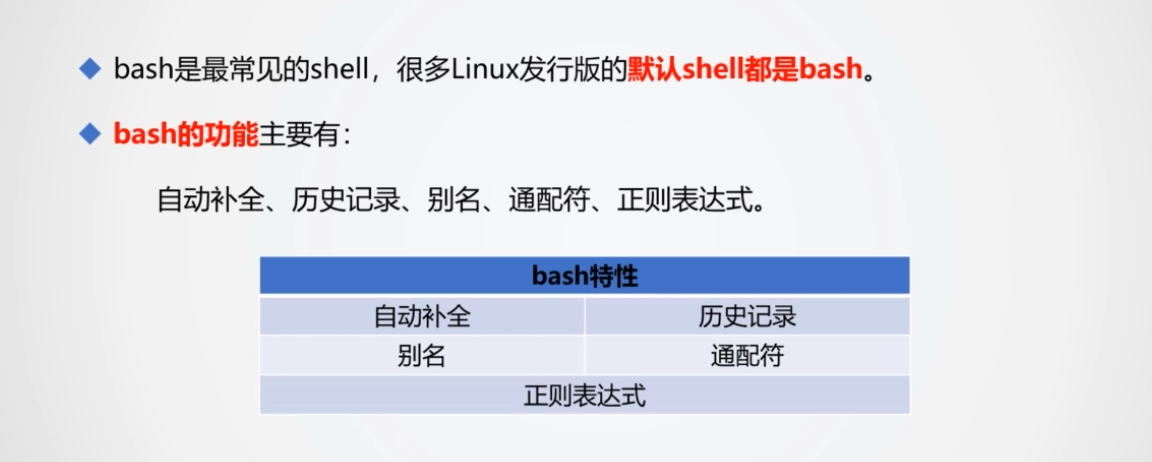 bash是最常见的shell，很多Linux发行版的默认shell都是bash。
bash的功能主要有：
自动补全、历史记录、别名、通配符、正则表达式。
bash特性
自动补全 历史记录
别名 通配符
正则表达式